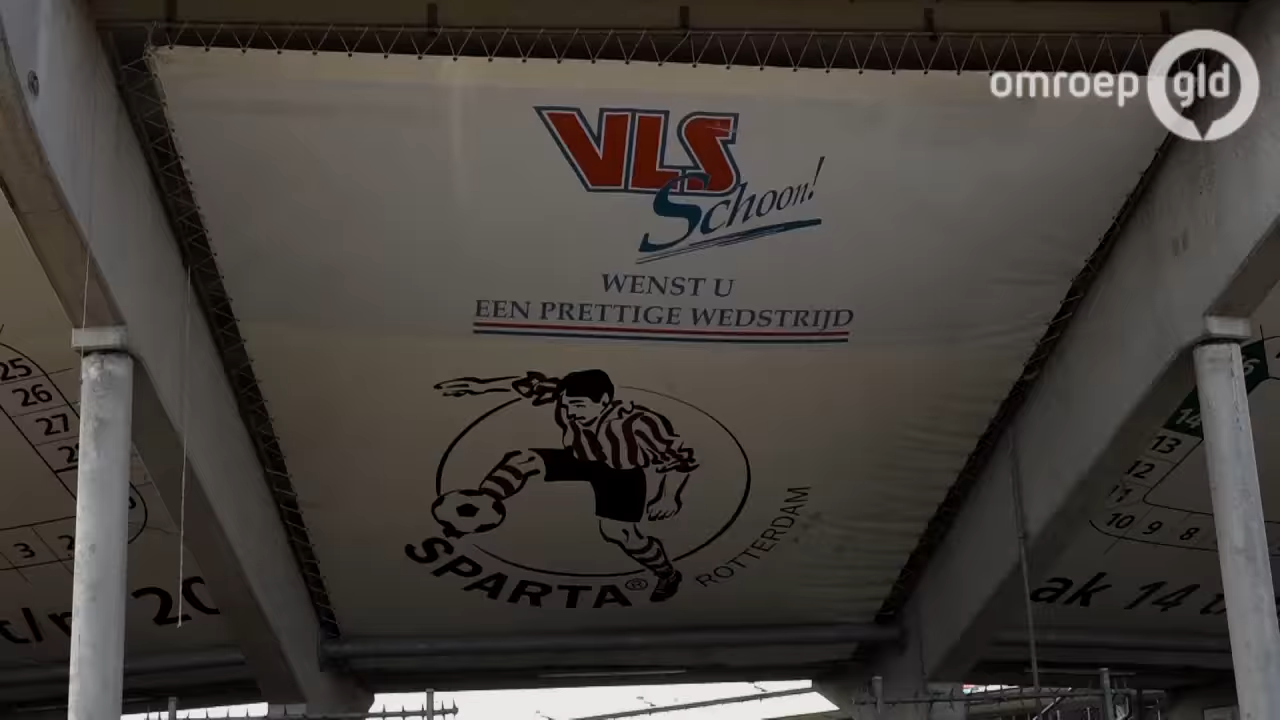 omroep gld
VLS
Schoon!
WENST U
EEN PRETTIGE WEDSTRIJD
SPARTA®
ROTTERDAM
25
26
27
3
20
14
13
12
11
10 9 8
ak 14